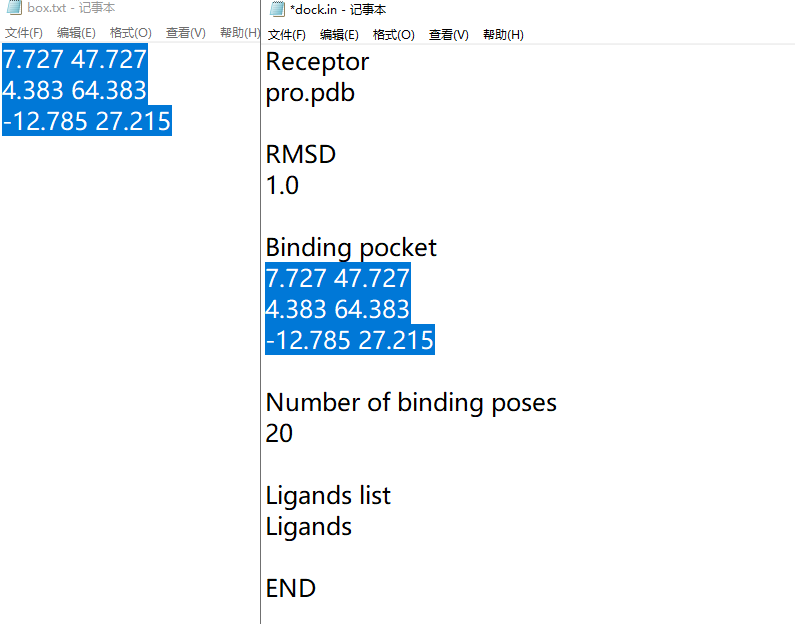 box.txt - 记事本
文件(F) 编辑(E) 格式(O) 查看(V) 帮助(H)
7.727 47.727
4.383 64.383
-12.785 27.215
*dock.in - 记事本
文件(F) 编辑(E) 格式(O) 查看(V) 帮助(H)
Receptor
pro.pdb
RMSD
1.0
Binding pocket
7.727 47.727
4.383 64.383
-12.785 27.215
Number of binding poses
20
Ligands list
Ligands
END